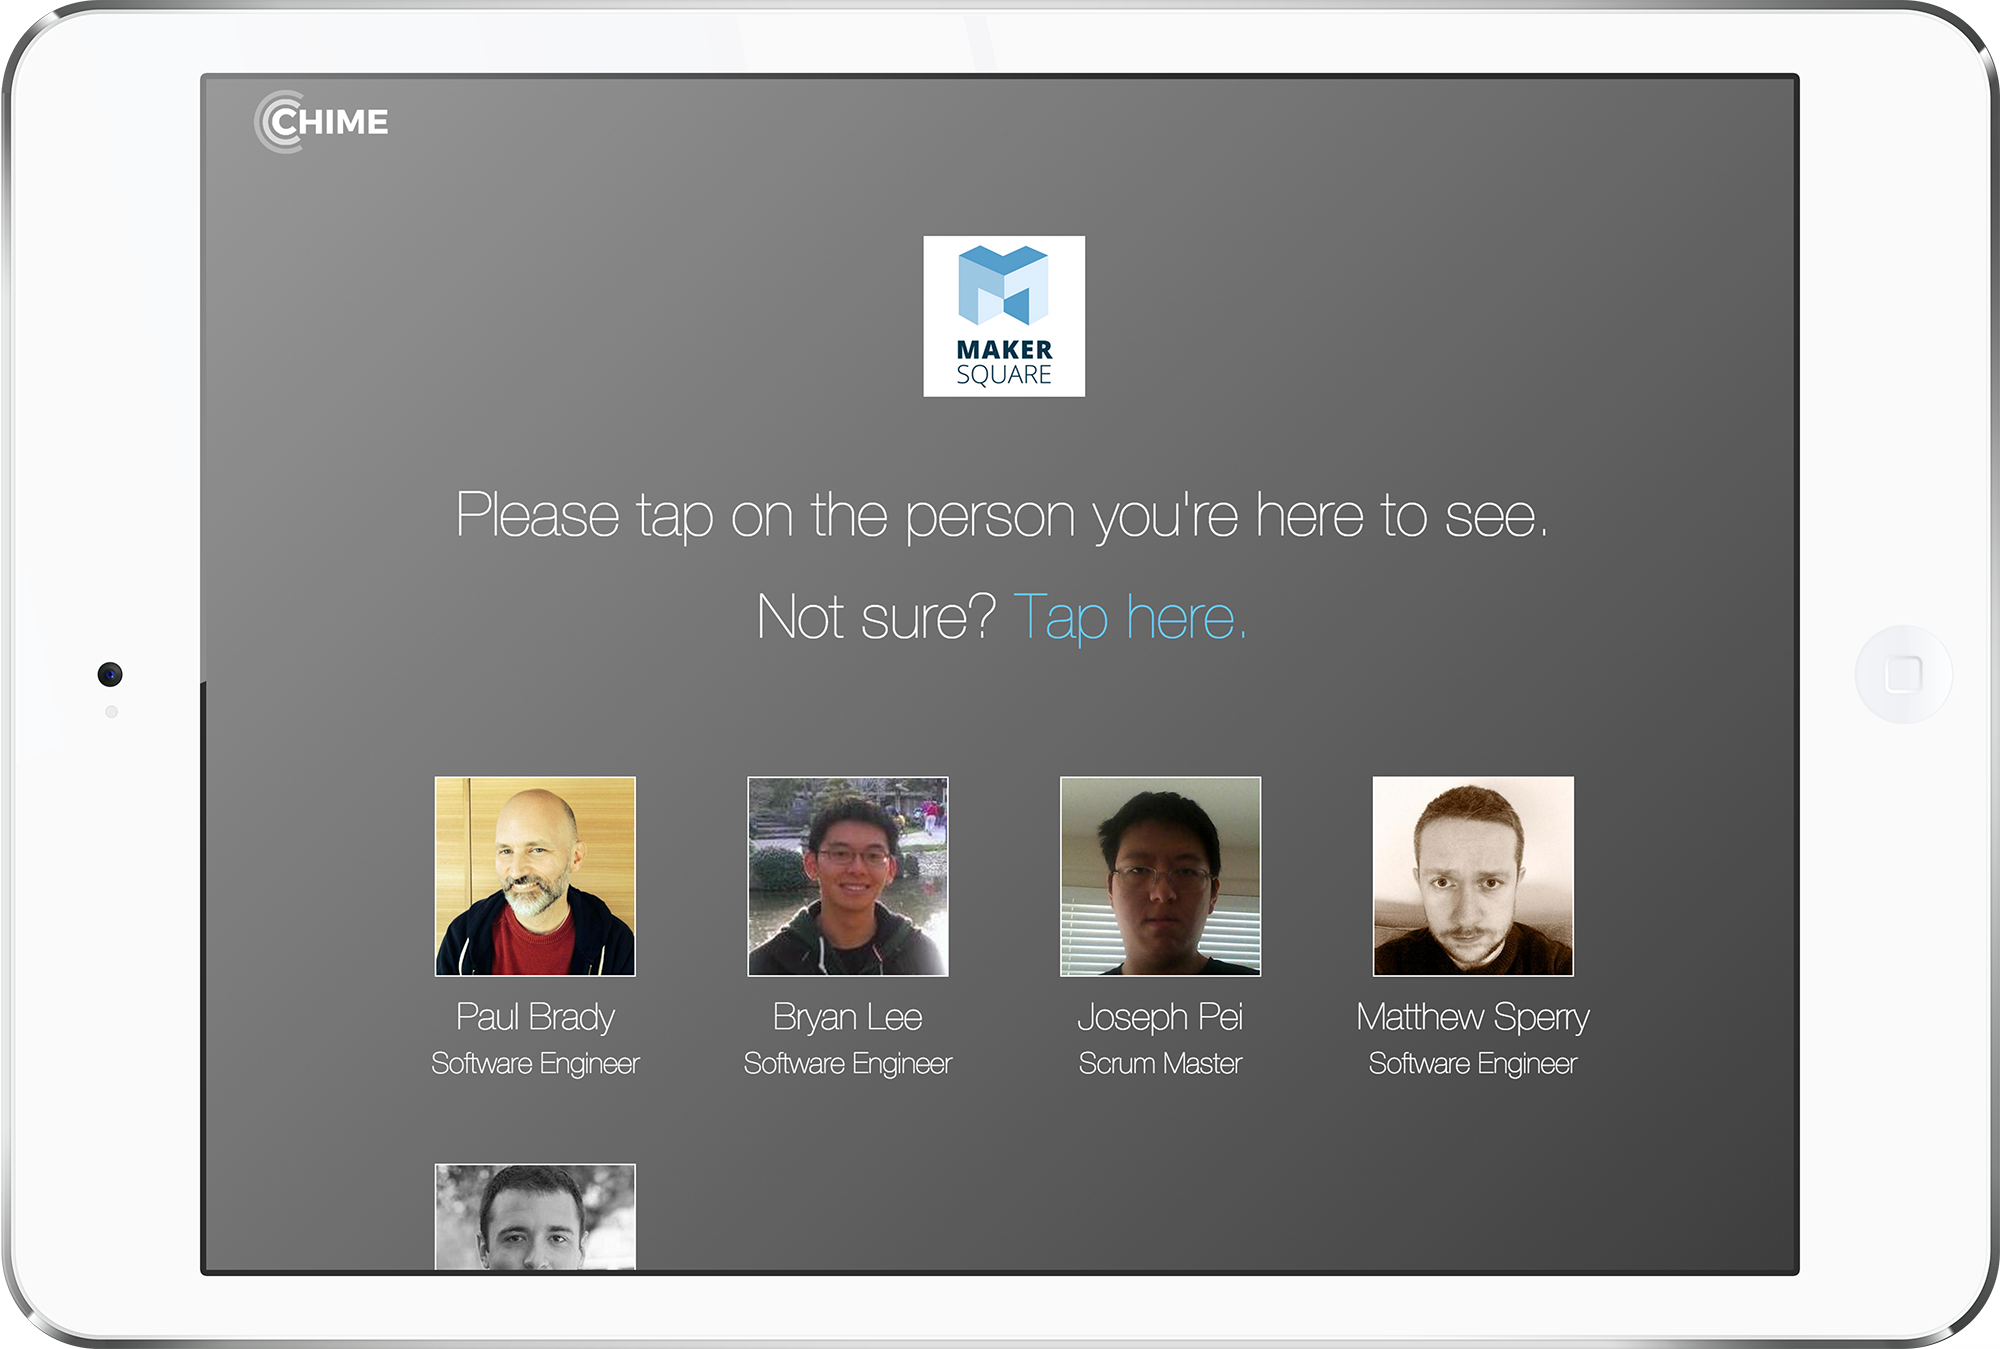 CHIME
MAKER
SQUARE
Please tap on the person you're here to see.
Not sure? Tap here.
Paul Brady
Software Engineer
Bryan Lee
Software Engineer
Joseph Pei
Scrum Master
Matthew Sperry
Software Engineer